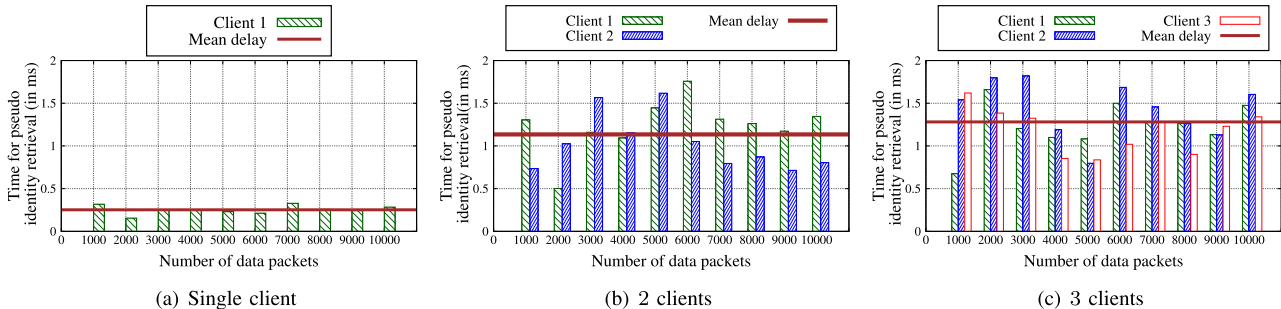 Client 1
Mean delay
2
1.5
1
0.5
0
Time for pseudo
identity retrieval (in ms)
0 1000 2000 3000 4000 5000 6000 7000 8000 9000 10000
Number of data packets
(a) Single client
Client 1
Client 2
Mean delay
2
1.5
1
0.5
0
Time for pseudo
identity retrieval(in ms)
0 1000 2000 3000 4000 5000 6000 7000 8000 9000 10000
Number of data packets
(b) 2 clients
Client 1
Client 2
Client 3
Mean delay
2
1.5
1
0.5
0
Time for pseudo
identity retrieval (in ms)
0 1000 2000 3000 4000 5000 6000 7000 8000 9000 10000
Number of data packets
(c) 3 clients